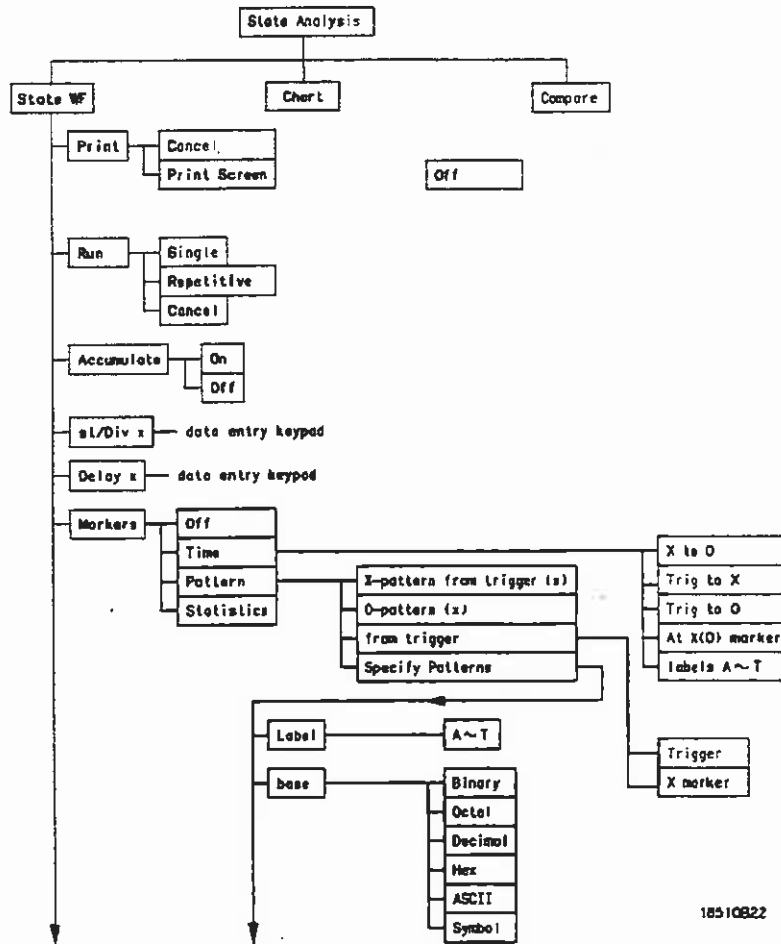 State Analysis
State WF
Chart
Compare
Print
Cancel
Print Screen
Off
Run
Single
Repetitive
Cancel
Accumulate
On
Off
st/Div x
data entry keypad
Delay x
data entry keypad
Markers
Off
Time
Pattern
Statistics
X to O
Trig to X
Trig to O
At X(O) marker
labels A~T
X-pattern from trigger (s)
O-pattern (x)
from trigger
Specify Patterns
Trigger
X marker
Label
A~T
base
Binary
Octal
Decimal
Hex
ASCII
Symbol
18510B22